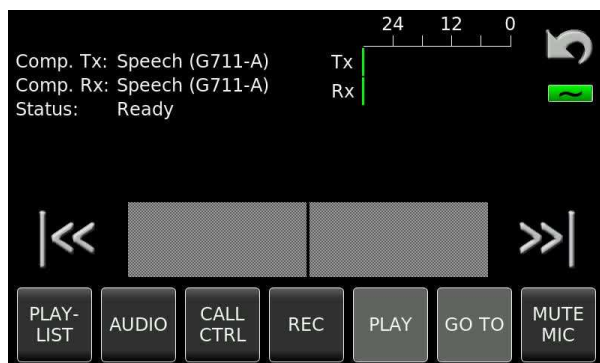 24 12 0
Comp. Tx: Speech (G711-A) Tx
Comp. Rx: Speech (G711-A) Rx
Status: Ready
|<< >>|
PLAY-
LIST
AUDIO
CALL
CTRL
REC
PLAY
GO TO
MUTE
MIC